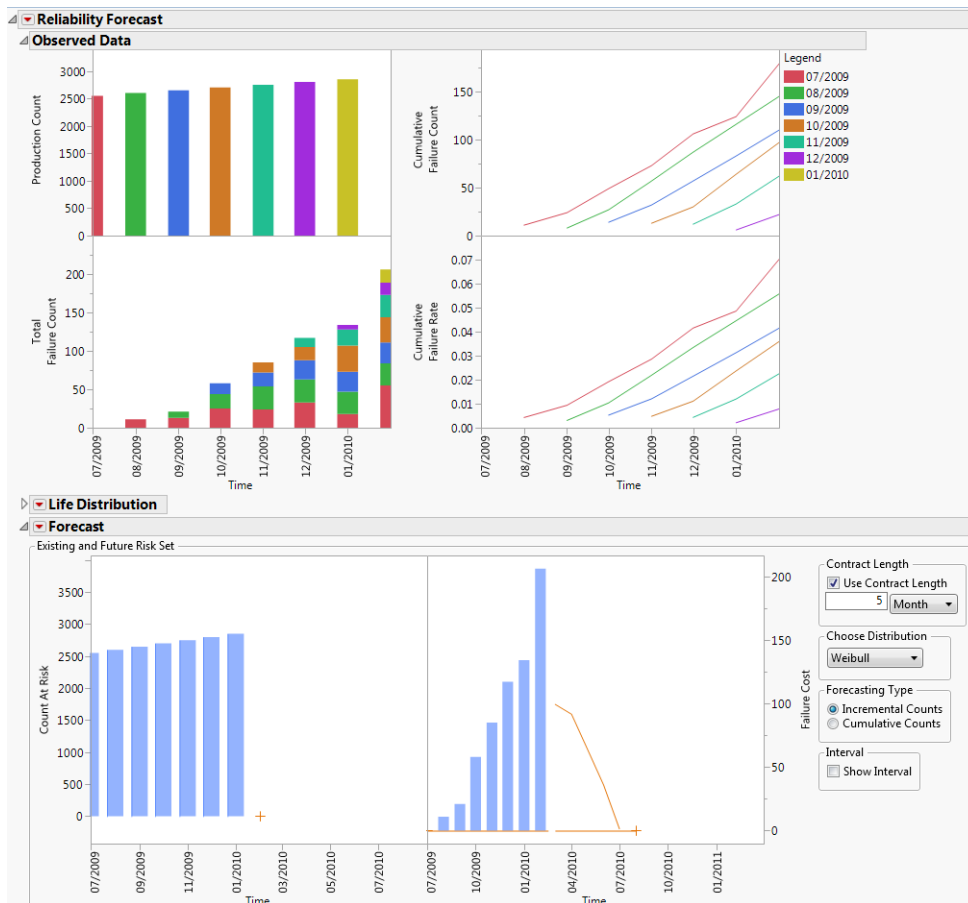 Reliability Forecast
Observed Data
Production Count
3000
2500
2000
1500
1000
500
0
Cumulative
Failure Count
150
100
50
0
Legend
07/2009
08/2009
09/2009
10/2009
11/2009
12/2009
01/2010
Total
Failure Count
200
150
100
50
0
07/2009
08/2009
09/2009
10/2009
11/2009
12/2009
01/2010
Time
Cumulative
Failure Rate
0.07
0.06
0.05
0.04
0.03
0.02
0.01
0.00
07/2009
08/2009
09/2009
10/2009
11/2009
12/2009
01/2010
Time
Life Distribution
Forecast
Existing and Future Risk Set
Count At Risk
3500
3000
2500
2000
1500
1000
500
0
07/2009
09/2009
11/2009
01/2010
03/2010
05/2010
07/2010
Time
200
150
100
50
0
Failure Cost
07/2009
10/2009
01/2010
04/2010
07/2010
10/2010
01/2011
Time
Contract Length
Use Contract Length
5 Month
Choose Distribution
Weibull
Forecasting Type
Incremental Counts
Cumulative Counts
Interval
Show Interval